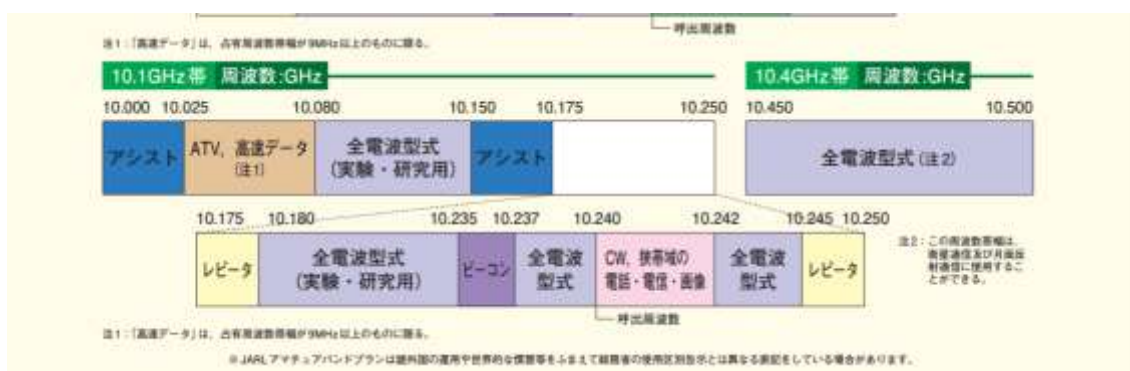 呼出周波数
注1:「高速データ」は、占有周波数帯幅が9MHz以上のものに限る。
10.1GHz帯 周波数:GHz
10.4GHz帯 周波数:GHz
10.000 10.025 10.080 10.150 10.175 10.250 10.450 10.500
アシスト
ATV、高速データ
(注1)
全電波型式
(実験・研究用)
アシスト
全電波型式(注2)
10.175 10.180 10.235 10.237 10.240 10.242 10.245 10.250
レピータ
全電波型式
(実験・研究用)
ビーコン
全電波
型式
CW、狭帯域の
電話・電信・画像
全電波
型式
レピータ
注2:この周波数帯幅は、
衛星通信及び月面反
射通信に使用するこ
とができる。
呼出周波数
注1:「高速データ」は、占有周波数帯幅が9MHz以上のものに限る。
※JARLアマチュアバンドプランは諸外国の運用や世界的な慣習等をふまえて総務省の使用区別告示とは異なる表記をしている場合があります。